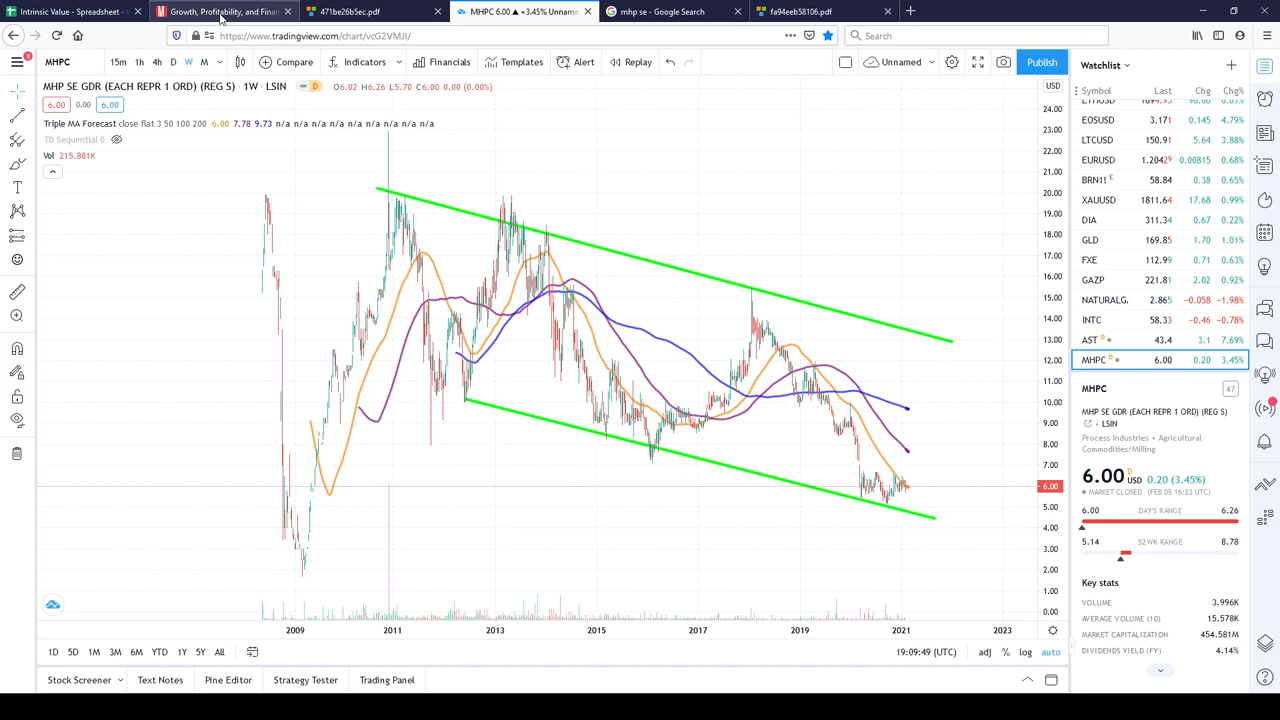 Intrinsic Value - Spreadsheet - ×
Growth, Profitability, and Finan ×
471be26b5ec.pdf ×
MHPC 6.00 ▲ +3.45% Unname ×
mhp se - Google Search ×
fa94eeb58106.pdf ×
https://www.tradingview.com/chart/vcG2VMJI/
Search
MHPC
15m 1h 4h D W M
Compare
Indicators
Financials
Templates
Alert
Replay
Unnamed
Publish
MHP SE GDR (EACH REPR 1 ORD) (REG S) · 1W · LSIN
D
O6.02 H6.26 L5.70 C6.00 0.00 (0.00%)
6.00 0.00 6.00
Triple MA Forecast close flat 3 50 100 200 6.00 7.78 9.73 n/a n/a n/a n/a n/a n/a n/a n/a n/a
TD Sequential 0
Vol 215.881K
USD
24.00
23.00
22.00
21.00
20.00
19.00
18.00
17.00
16.00
15.00
14.00
13.00
12.00
11.00
10.00
9.00
8.00
7.00
6.00
5.00
4.00
3.00
2.00
1.00
0.00
2009 2011 2013 2015 2017 2019 2021 2023
1D 5D 1M 3M 6M YTD 1Y 5Y All
19:09:49 (UTC)
adj % log auto
Stock Screener
Text Notes
Pine Editor
Strategy Tester
Trading Panel
Watchlist
Symbol Last Chg Chg%
EOSUSD 3.171 0.145 4.79%
LTCUSD 150.91 5.64 3.88%
EURUSD 1.20429 0.00815 0.68%
BRN1! E 58.84 0.38 0.65%
XAUUSD 1811.64 17.68 0.99%
DIA 311.34 0.67 0.22%
GLD 169.85 1.70 1.01%
FXE 112.99 0.71 0.63%
GAZP 221.81 2.02 0.92%
NATURALG. 2.865 −0.058 −1.98%
INTC 58.33 −0.46 −0.78%
AST D 43.4 3.1 7.69%
MHPC D 6.00 0.20 3.45%
MHPC
47
MHP SE GDR (EACH REPR 1 ORD) (REG S)
- LSIN
Process Industries • Agricultural
Commodities/Milling
6.00 D USD 0.20 (3.45%)
MARKET CLOSED (FEB 05 16:23 UTC)
6.00 DAY'S RANGE 6.26
5.14 52WK RANGE 8.78
Key stats
VOLUME 3.996K
AVERAGE VOLUME (10) 15.578K
MARKET CAPITALIZATION 454.581M
DIVIDENDS YIELD (FY) 4.14%